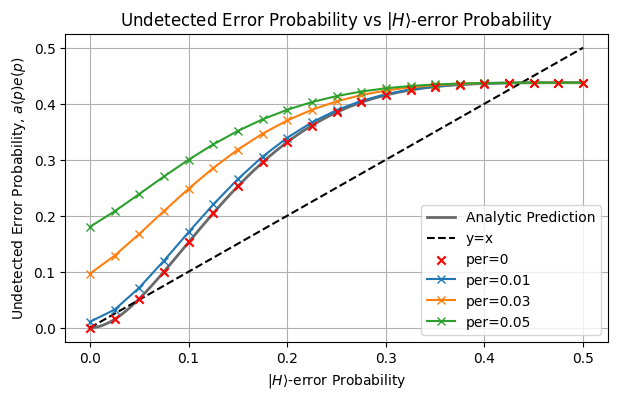 Undetected Error Probability vs |H⟩-error Probability
Undetected Error Probability, a(p)e(p)
0.5
0.4
0.3
0.2
0.1
0.0
0.0 0.1 0.2 0.3 0.4 0.5
|H⟩-error Probability
Analytic Prediction
y=x
per=0
per=0.01
per=0.03
per=0.05